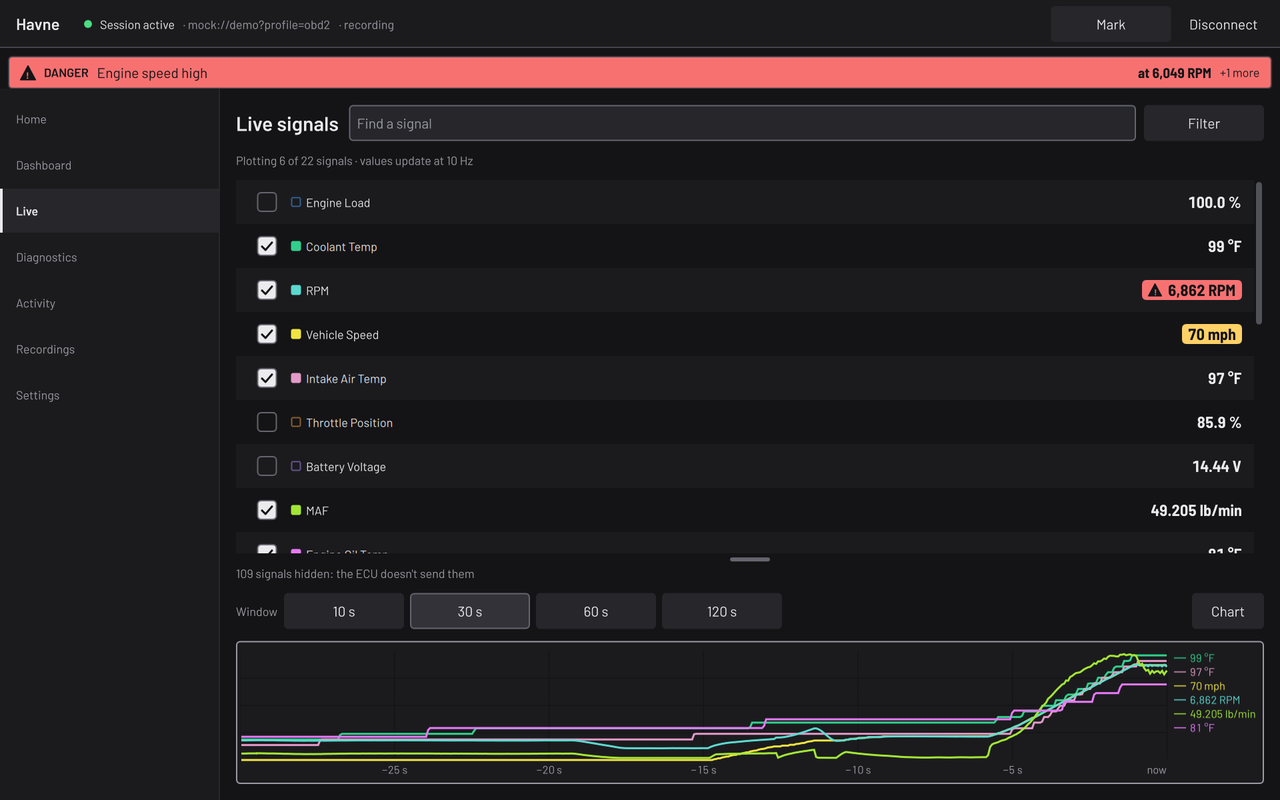 Havne
Session active · mock://demo?profile=obd2 · recording
Mark
Disconnect
DANGER Engine speed high
at 6,049 RPM +1 more
Home
Dashboard
Live
Diagnostics
Activity
Recordings
Settings
Live signals
Find a signal
Filter
Plotting 6 of 22 signals · values update at 10 Hz
Engine Load 100.0 %
Coolant Temp 99 °F
RPM 6,862 RPM
Vehicle Speed 70 mph
Intake Air Temp 97 °F
Throttle Position 85.9 %
Battery Voltage 14.44 V
MAF 49.205 lb/min
Engine Oil Temp 81 °F
109 signals hidden: the ECU doesn't send them
Window 10 s 30 s 60 s 120 s
Chart
99 °F
97 °F
70 mph
6,862 RPM
49.205 lb/min
81 °F
−25 s −20 s −15 s −10 s −5 s now